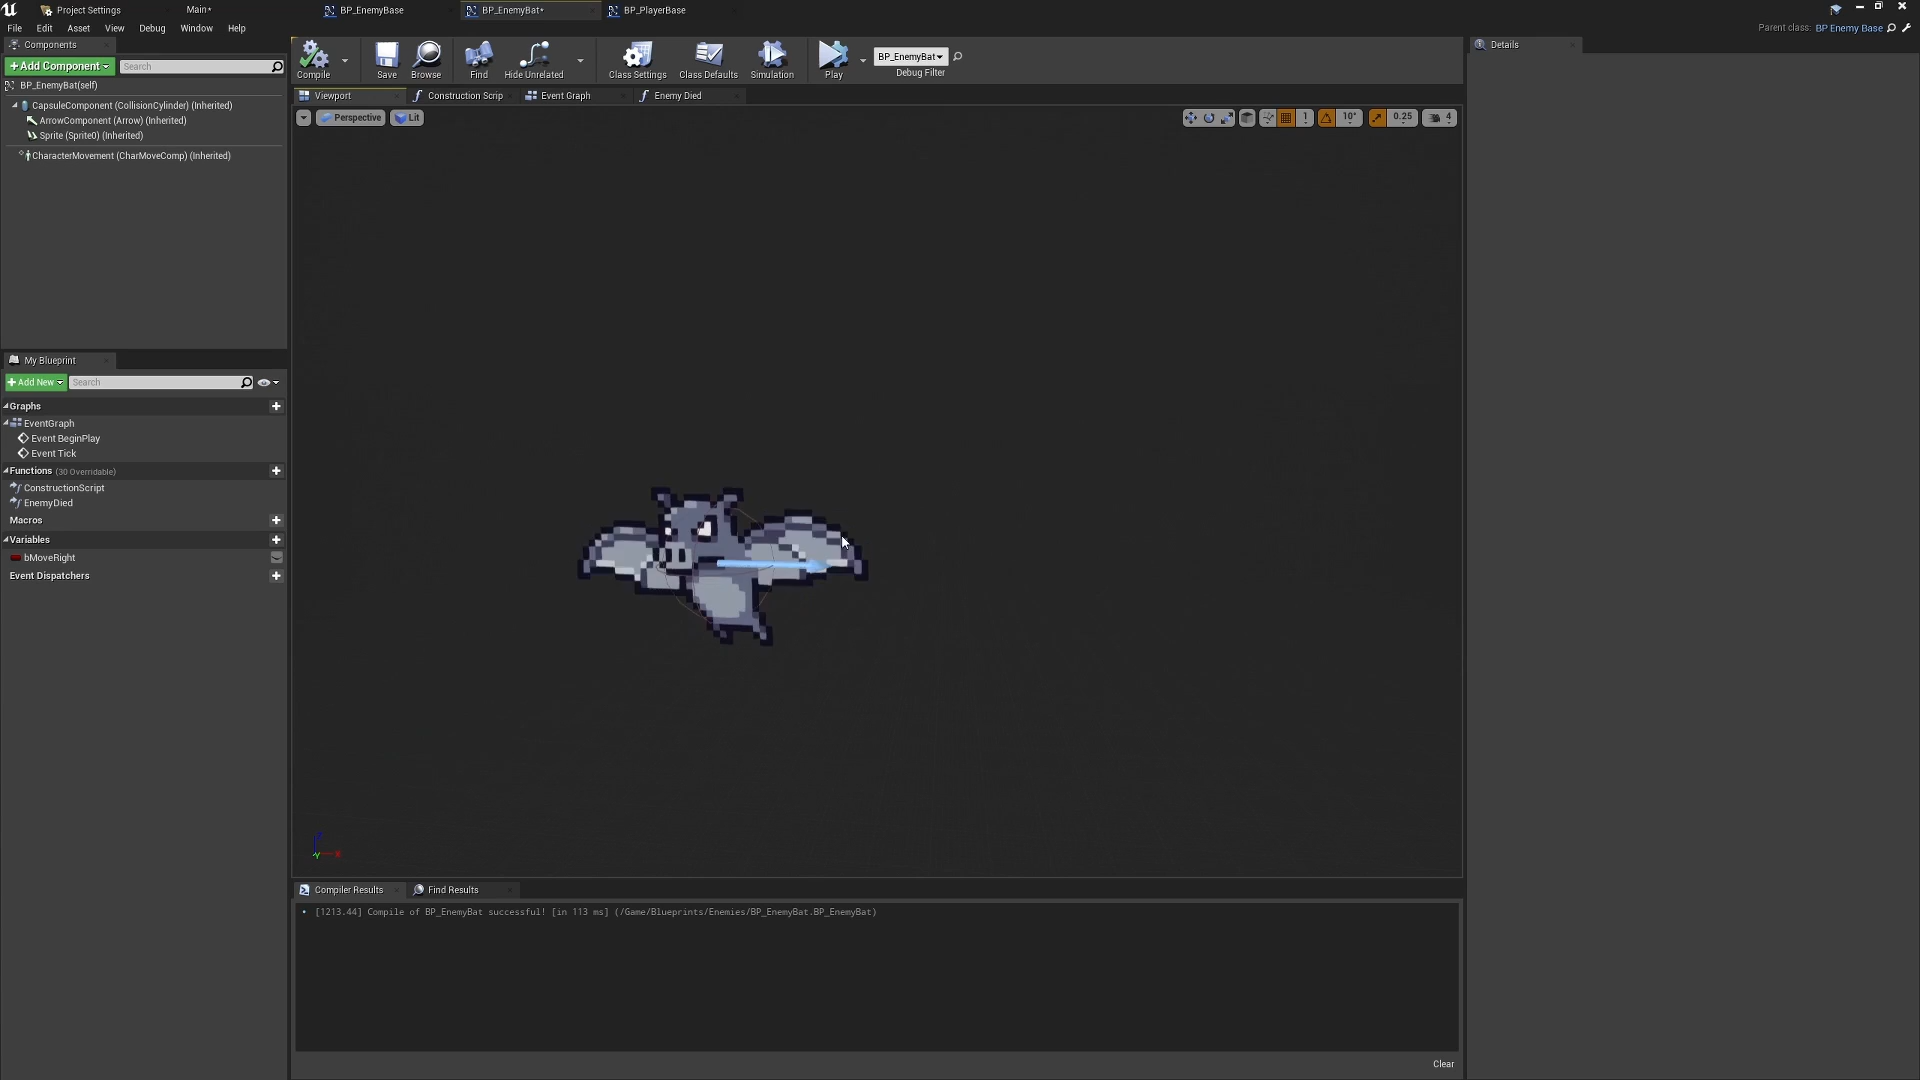 Project Settings
Main*
BP_EnemyBase
BP_EnemyBat*
BP_PlayerBase
File Edit Asset View Debug Window Help
Parent class: BP Enemy Base
Components
+Add Component
Search
BP_EnemyBat(self)
CapsuleComponent (CollisionCylinder) (Inherited)
ArrowComponent (Arrow) (Inherited)
Sprite (Sprite0) (Inherited)
CharacterMovement (CharMoveComp) (Inherited)
Compile
Save
Browse
Find
Hide Unrelated
Class Settings
Class Defaults
Simulation
Play
BP_EnemyBat
Debug Filter
Viewport
Construction Scrip
Event Graph
Enemy Died
Perspective
Lit
1
10°
0.25
4
Details
My Blueprint
+Add New
Search
Graphs
EventGraph
Event BeginPlay
Event Tick
Functions (30 Overridable)
ConstructionScript
EnemyDied
Macros
Variables
bMoveRight
Event Dispatchers
Compiler Results
Find Results
[1213.44] Compile of BP_EnemyBat successful! [in 113 ms] (/Game/Blueprints/Enemies/BP_EnemyBat.BP_EnemyBat)
Clear